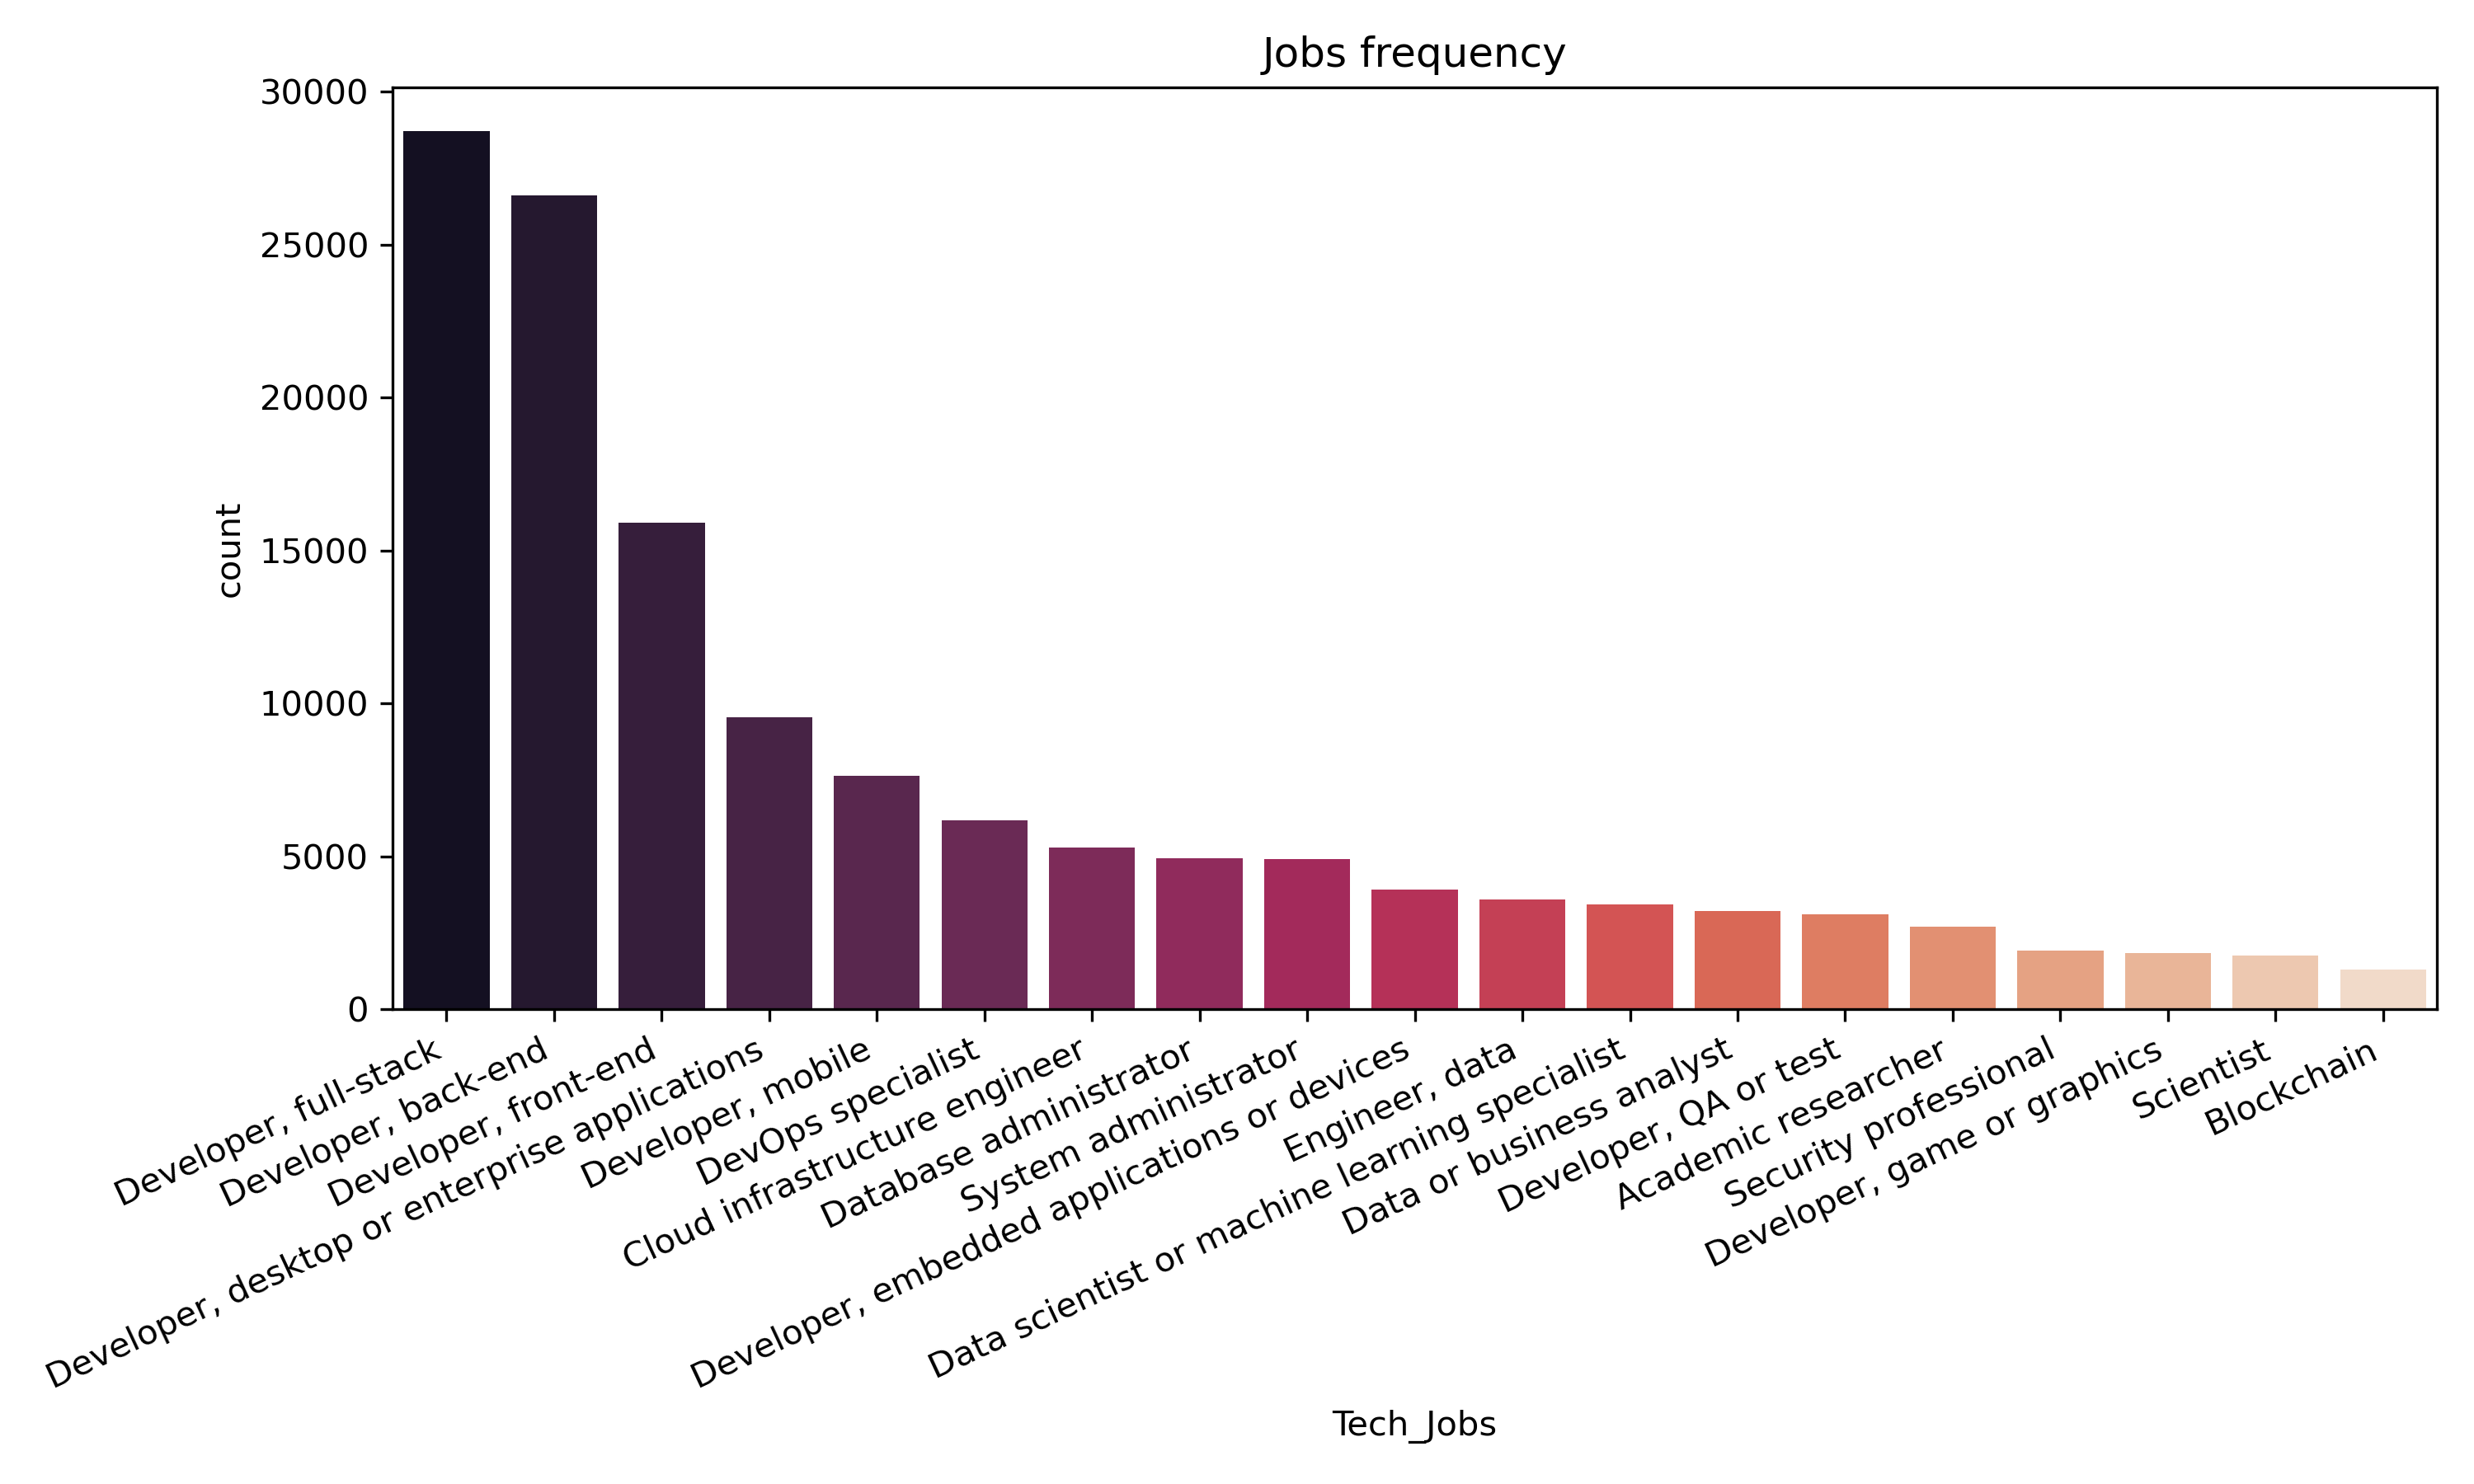 Jobs frequency
30000
25000
20000
15000
10000
5000
0
count
Developer, full-stack
Developer, back-end
Developer, front-end
Developer, desktop or enterprise applications
Developer, mobile
DevOps specialist
Cloud infrastructure engineer
Database administrator
System administrator
Developer, embedded applications or devices
Engineer, data
Data scientist or machine learning specialist
Data or business analyst
Developer, QA or test
Academic researcher
Security professional
Developer, game or graphics
Scientist
Blockchain
Tech_Jobs